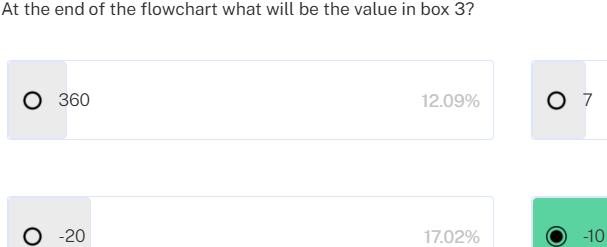 At the end of the flowchart what will be the value in box 3?
360 12.09% 7
-20 17.02% -10